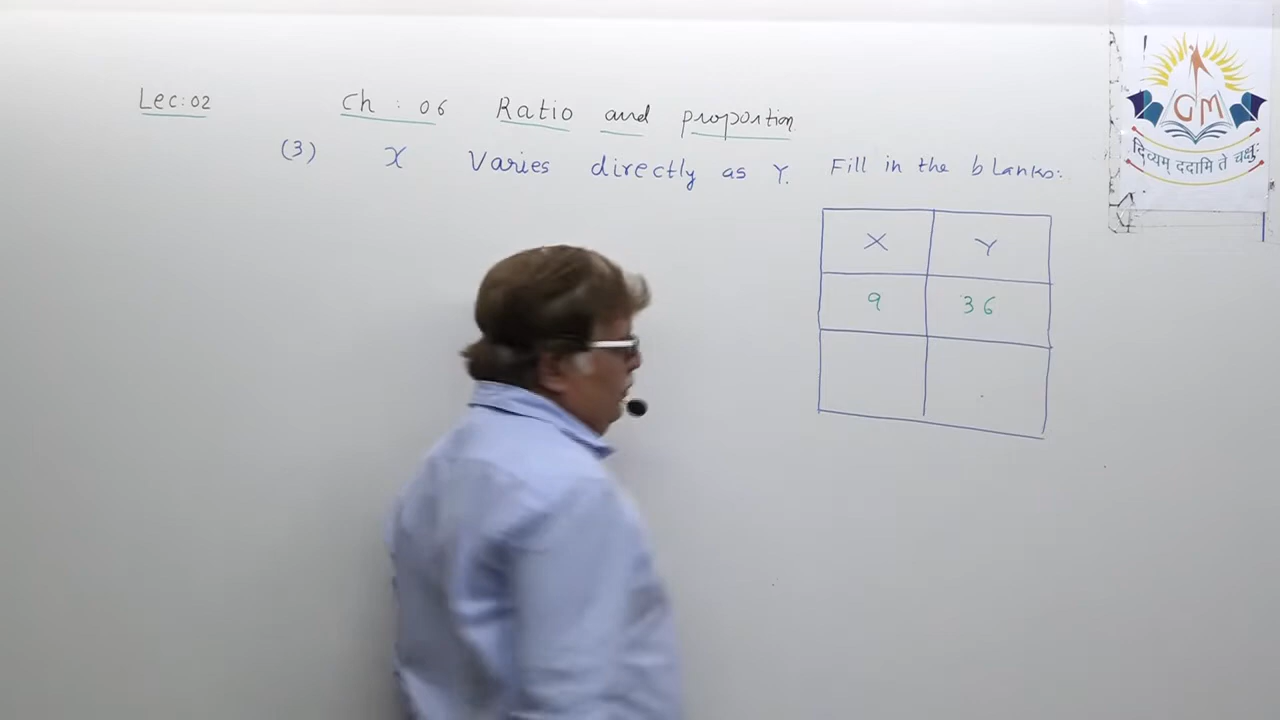 Lec:02 Ch : 06 Ratio and proportion
(3) X Varies directly as Y. Fill in the blanks:
X Y
9 36
GM
दिव्यम् ददामि ते चक्षुः